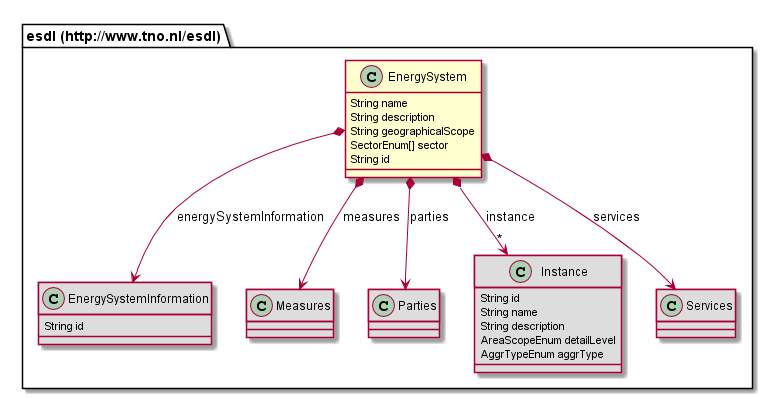 esdl (http://www.tno.nl/esdl)
C EnergySystem
String name
String description
String geographicalScope
SectorEnum[] sector
String id
energySystemInformation
measures
parties
instance
services
*
C EnergySystemInformation
String id
C Measures
C Parties
C Instance
String id
String name
String description
AreaScopeEnum detailLevel
AggrTypeEnum aggrType
C Services